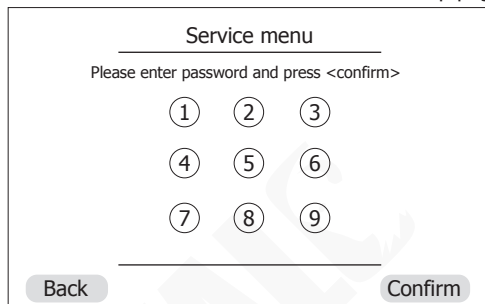 Service menu
Please enter password and press <confirm>
1 2 3
4 5 6
7 8 9
Back Confirm